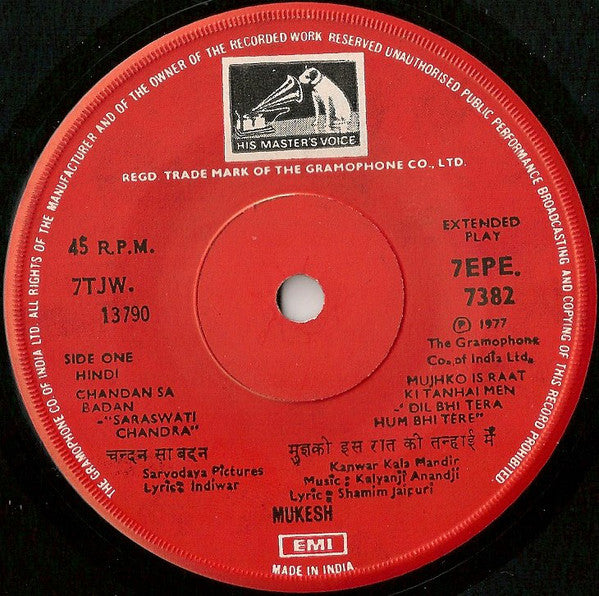 THE GRAMOPHONE CO OF INDIA LTD. ALL RIGHTS OF THE MANUFACTURER AND OF THE OWNER OF THE RECORDED WORK RESERVED UNAUTHORISED PUBLIC PERFORMANCE BROADCASTING AND COPYING OF THIS RECORD PROHIBITED
HIS MASTER'S VOICE
REGD. TRADE MARK OF THE GRAMOPHONE CO., LTD.
45 R.P.M.
7TJW.
13790
EXTENDED
PLAY
7EPE.
7382
℗ 1977
The Gramophone
Co. of India Ltd.
SIDE ONE
HINDI
CHANDAN SA
BADAN
-"SARASWATI
CHANDRA"
चन्दन सा बदन
Sarvodaya Pictures
Lyric: Indiwar
MUJHKO IS RAAT
KI TANHAI MEN
-"DIL BHI TERA
HUM BHI TERE"
मुझको इस रात की तन्हाई में
Kanwar Kala Mandir
Music: Kalyanji Anandji
Lyric: Shamim Jaipuri
MUKESH
EMI
MADE IN INDIA